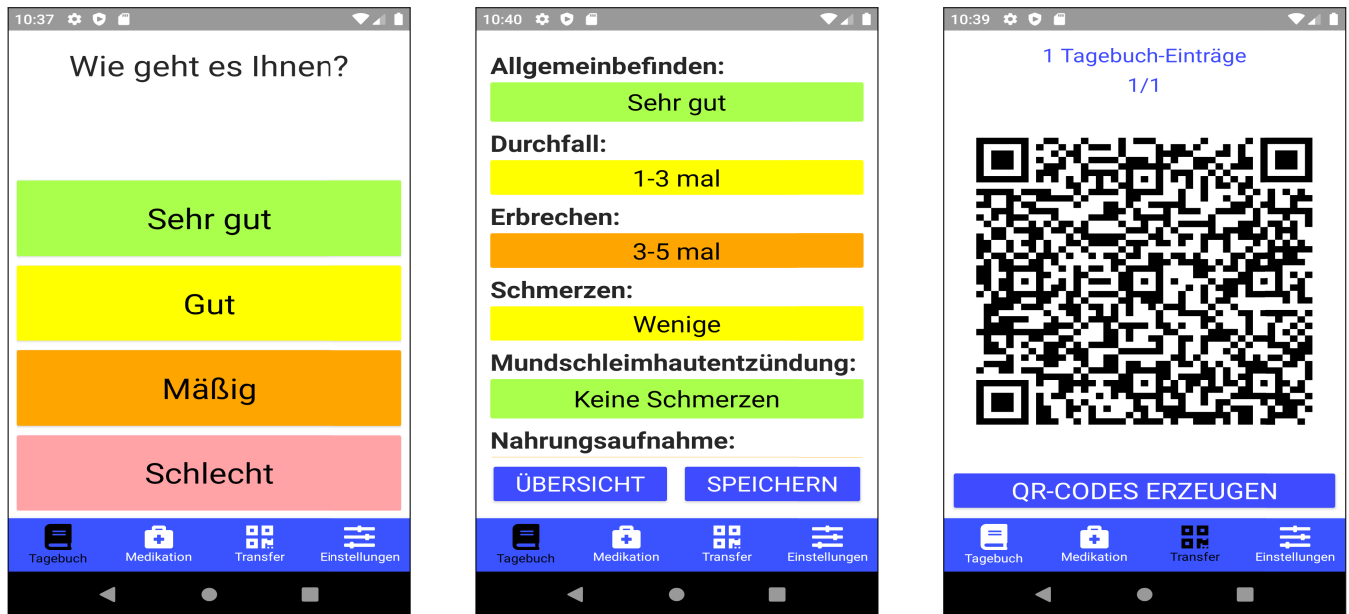 10:37
Wie geht es Ihnen?
Sehr gut
Gut
Mäßig
Schlecht
Tagebuch Medikation Transfer Einstellungen
10:40
Allgemeinbefinden:
Sehr gut
Durchfall:
1-3 mal
Erbrechen:
3-5 mal
Schmerzen:
Wenige
Mundschleimhautentzündung:
Keine Schmerzen
Nahrungsaufnahme:
ÜBERSICHT SPEICHERN
Tagebuch Medikation Transfer Einstellungen
10:39
1 Tagebuch-Einträge
1/1
QR-CODES ERZEUGEN
Tagebuch Medikation Transfer Einstellungen